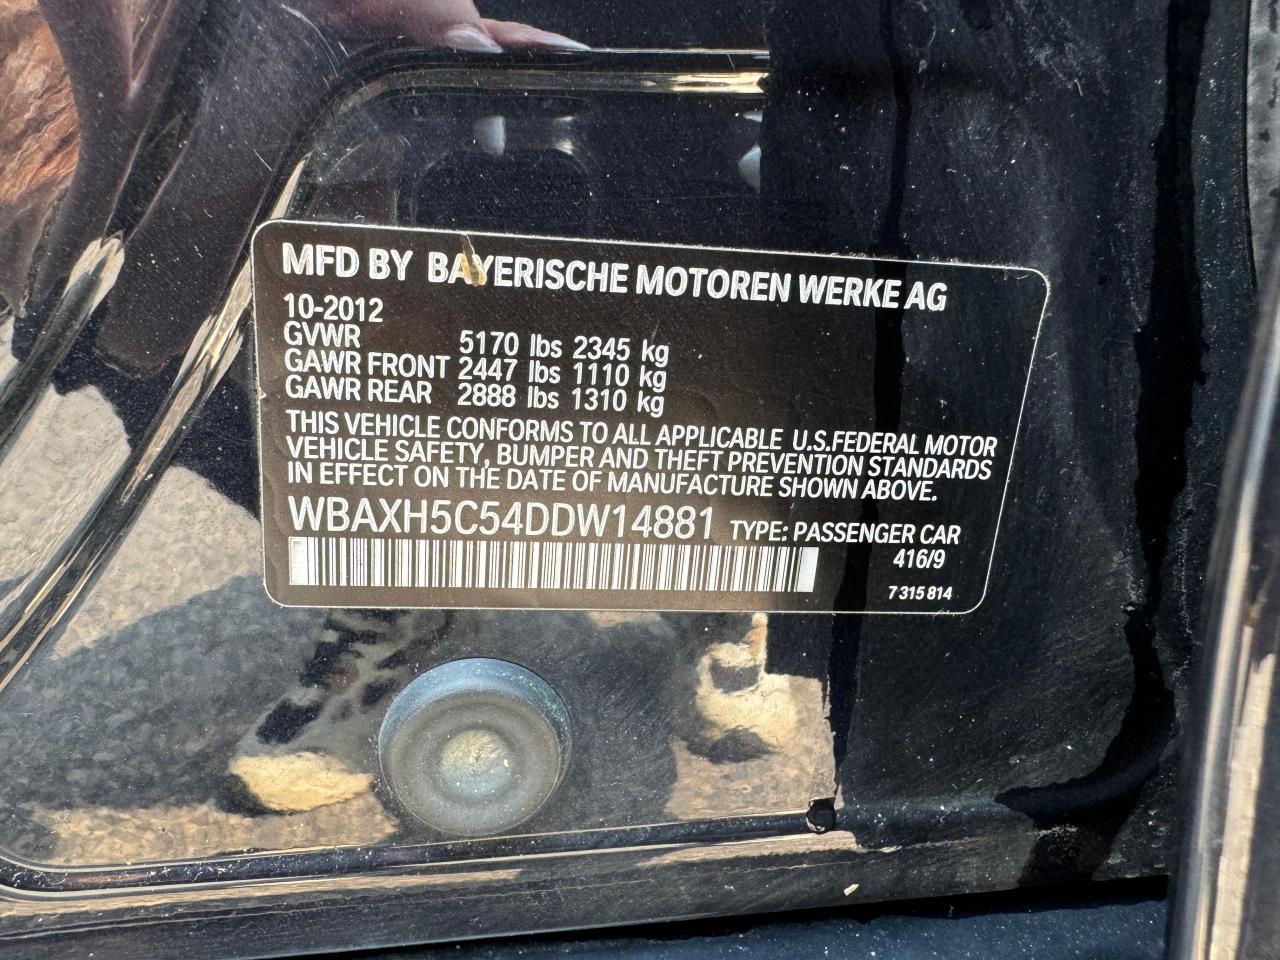 MFD BY BAYERISCHE MOTOREN WERKE AG
10-2012
GVWR 5170 lbs 2345 kg
GAWR FRONT 2447 lbs 1110 kg
GAWR REAR 2888 lbs 1310 kg
THIS VEHICLE CONFORMS TO ALL APPLICABLE U.S.FEDERAL MOTOR
VEHICLE SAFETY, BUMPER AND THEFT PREVENTION STANDARDS
IN EFFECT ON THE DATE OF MANUFACTURE SHOWN ABOVE.
WBAXH5C54DDW14881 TYPE: PASSENGER CAR
416/9
7 315 814